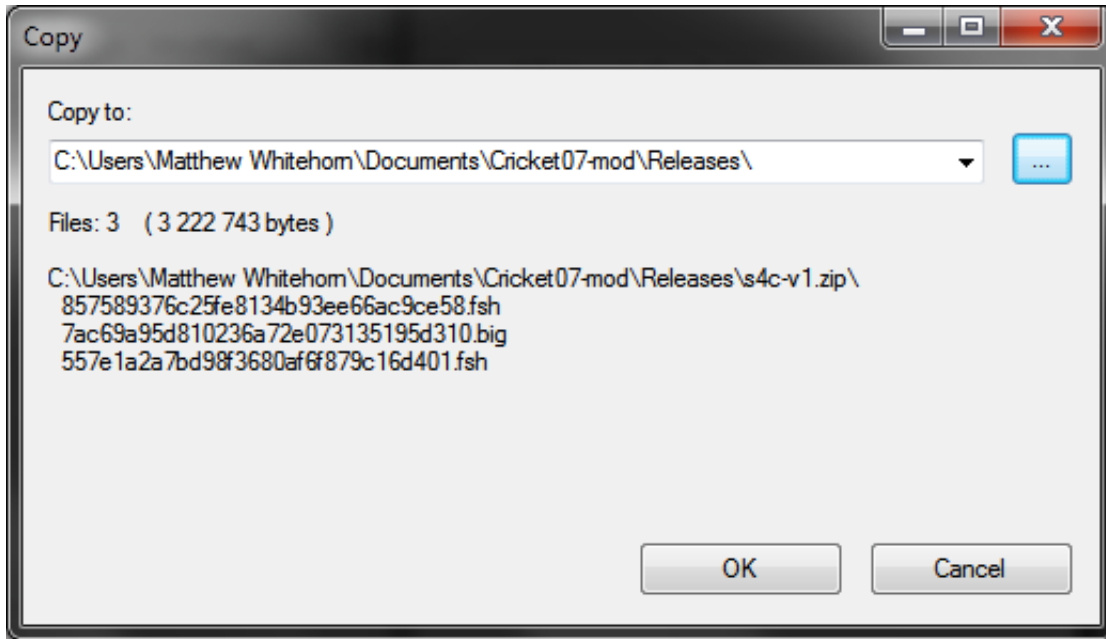 Copy
Copy to:
C:\Users\Matthew Whitehorn\Documents\Cricket07-mod\Releases\
...
Files: 3 ( 3 222 743 bytes )
C:\Users\Matthew Whitehorn\Documents\Cricket07-mod\Releases\s4c-v1.zip\
857589376c25fe8134b93ee66ac9ce58.fsh
7ac69a95d810236a72e073135195d310.big
557e1a2a7bd98f3680af6f879c16d401.fsh
OK Cancel